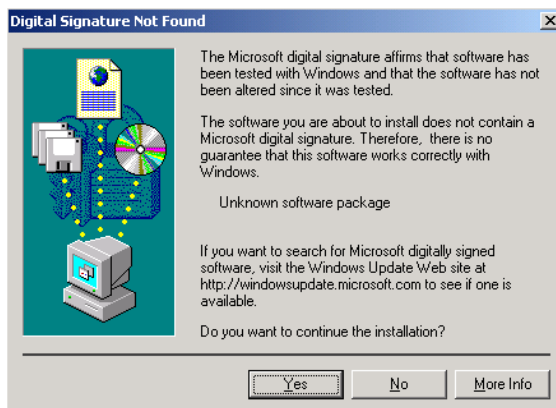 Digital Signature Not Found
The Microsoft digital signature affirms that software has
been tested with Windows and that the software has not
been altered since it was tested.
The software you are about to install does not contain a
Microsoft digital signature. Therefore, there is no
guarantee that this software works correctly with
Windows.
Unknown software package
If you want to search for Microsoft digitally signed
software, visit the Windows Update Web site at
http://windowsupdate.microsoft.com to see if one is
available.
Do you want to continue the installation?
Yes No More Info